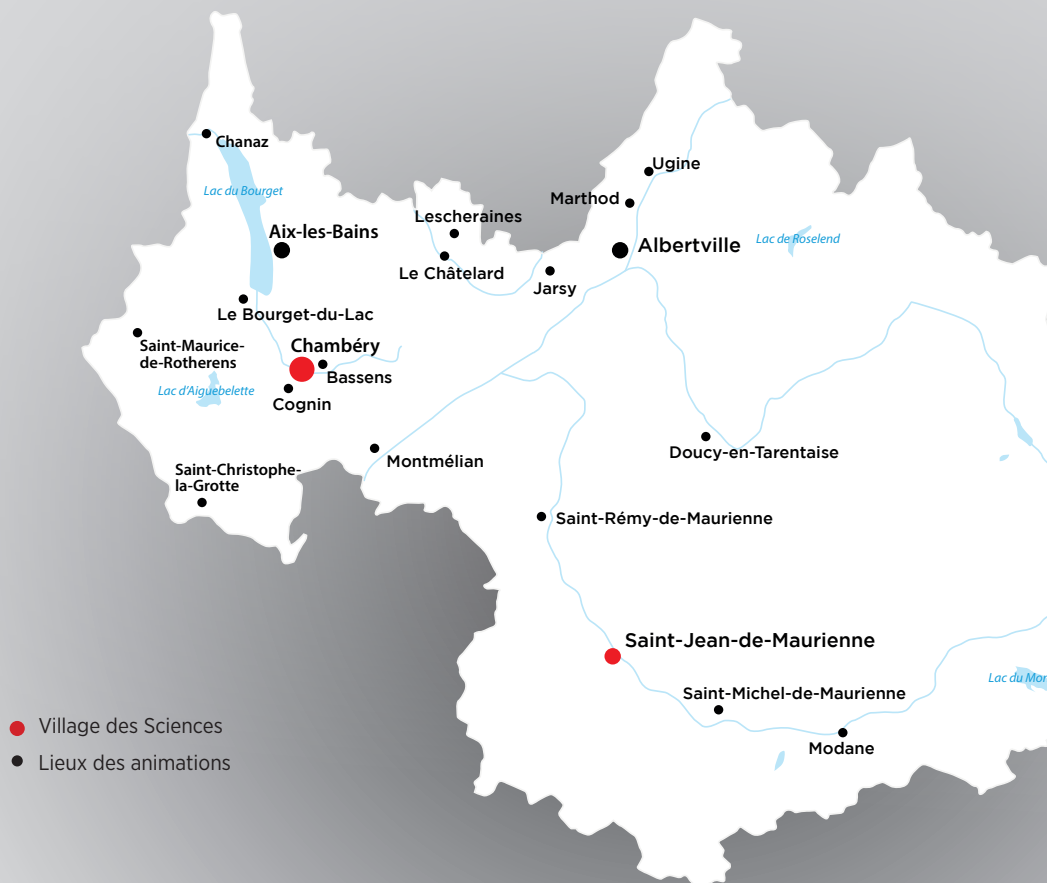 Chanaz
Ugine
Lac du Bourget
Marthod
Lescheraines
Aix-les-Bains
Albertville
Lac de Roselend
Le Châtelard
Jarsy
Le Bourget-du-Lac
Saint-Maurice-
de-Rotherens
Chambéry
Bassens
Lac d'Aiguebelette
Cognin
Doucy-en-Tarentaise
Montmélian
Saint-Christophe-
la-Grotte
Saint-Rémy-de-Maurienne
Saint-Jean-de-Maurienne
Lac du Mon
Saint-Michel-de-Maurienne
Modane
Village des Sciences
Lieux des animations